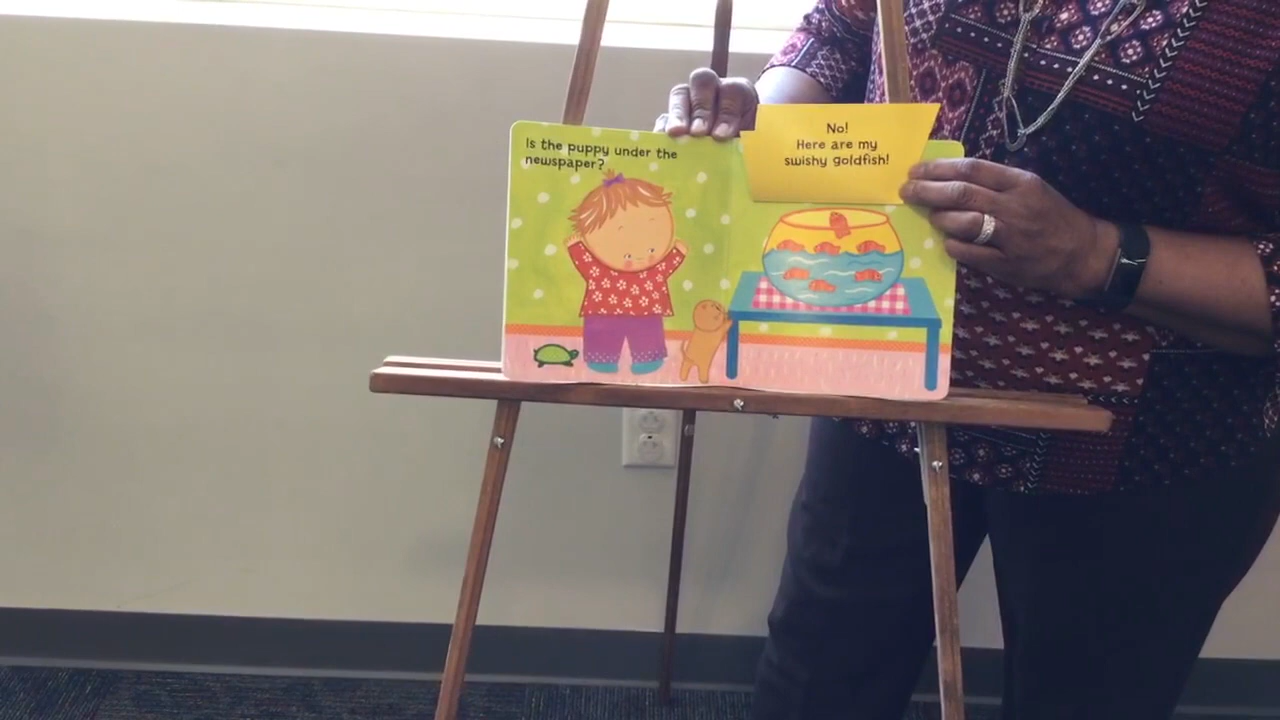 Is the puppy under the
newspaper?
No!
Here are my
swishy goldfish!